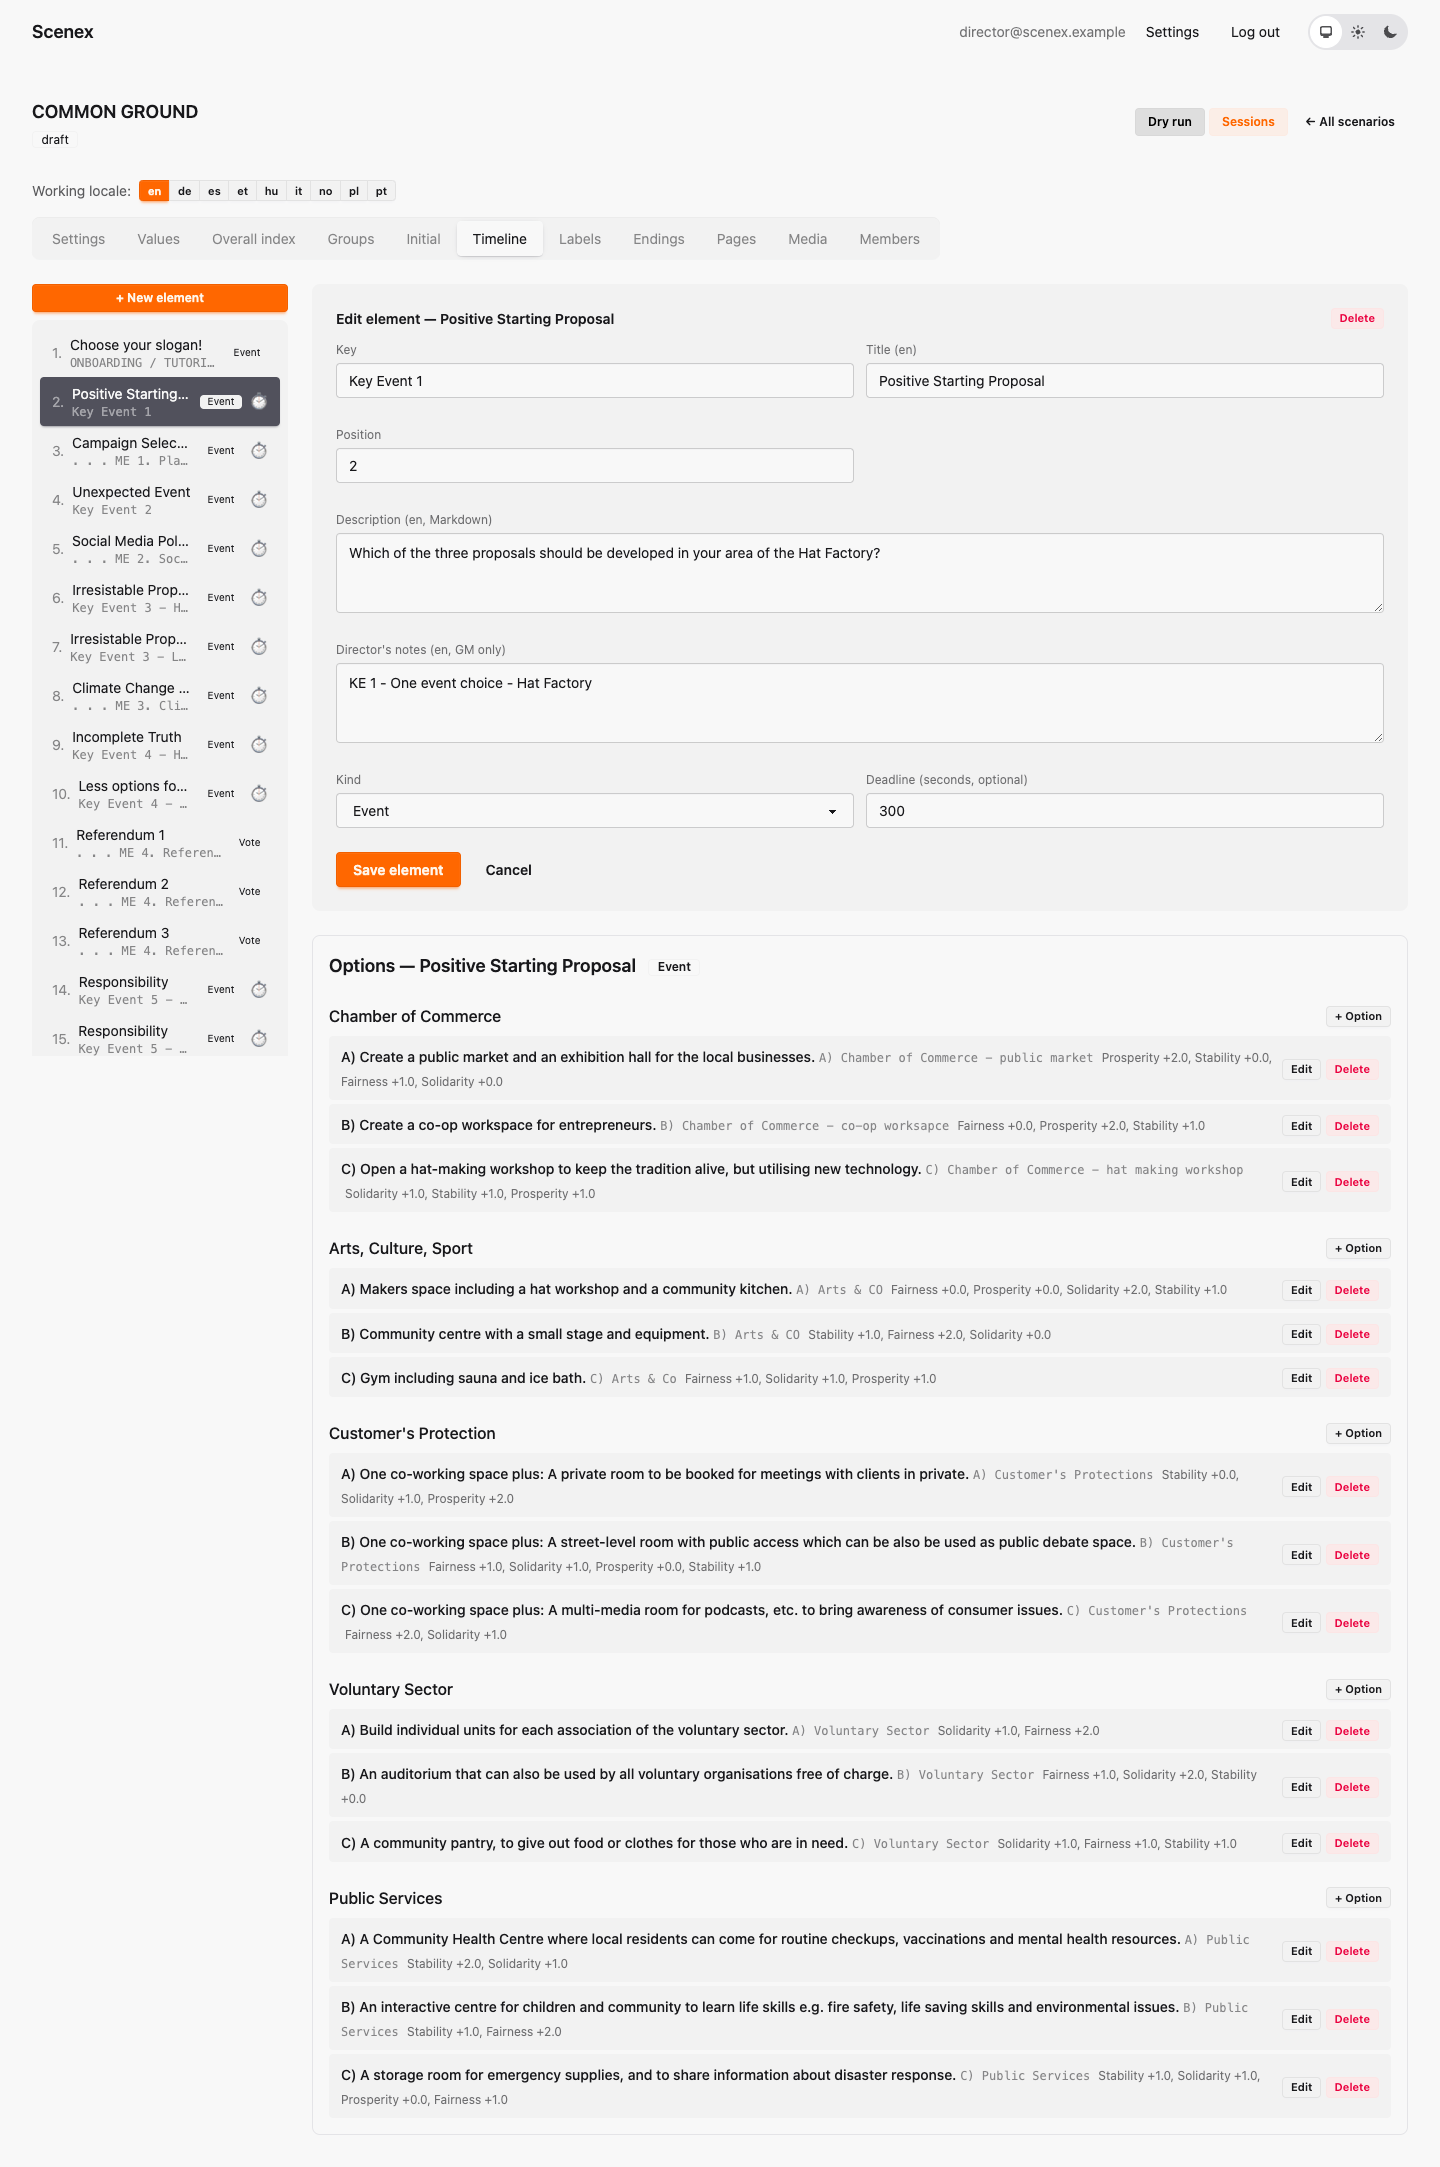 Scenex
director@scenex.example
Settings
Log out
COMMON GROUND
draft
Dry run
Sessions
← All scenarios
Working locale:
en de es et hu it no pl pt
Settings
Values
Overall index
Groups
Initial
Timeline
Labels
Endings
Pages
Media
Members
+ New element
1. Choose your slogan! Event
ONBOARDING / TUTORI…
2. Positive Starting… Event
Key Event 1
3. Campaign Selec… Event
. . . ME 1. Pla…
4. Unexpected Event Event
Key Event 2
5. Social Media Pol… Event
. . . ME 2. Soc…
6. Irresistable Prop… Event
Key Event 3 – H…
7. Irresistable Prop… Event
Key Event 3 – L…
8. Climate Change … Event
. . . ME 3. Cli…
9. Incomplete Truth Event
Key Event 4 – H…
10. Less options fo… Event
Key Event 4 – …
11. Referendum 1 Vote
. . . ME 4. Referen…
12. Referendum 2 Vote
. . . ME 4. Referen…
13. Referendum 3 Vote
. . . ME 4. Referen…
14. Responsibility Event
Key Event 5 – …
15. Responsibility Event
Key Event 5 – …
Edit element — Positive Starting Proposal
Delete
Key
Key Event 1
Title (en)
Positive Starting Proposal
Position
2
Description (en, Markdown)
Which of the three proposals should be developed in your area of the Hat Factory?
Director's notes (en, GM only)
KE 1 - One event choice - Hat Factory
Kind
Event
Deadline (seconds, optional)
300
Save element
Cancel
Options — Positive Starting Proposal Event
Chamber of Commerce
+ Option
A) Create a public market and an exhibition hall for the local businesses. A) Chamber of Commerce – public market Prosperity +2.0, Stability +0.0,
Fairness +1.0, Solidarity +0.0
Edit Delete
B) Create a co-op workspace for entrepreneurs. B) Chamber of Commerce – co-op worksapce Fairness +0.0, Prosperity +2.0, Stability +1.0
Edit Delete
C) Open a hat-making workshop to keep the tradition alive, but utilising new technology. C) Chamber of Commerce – hat making workshop
Solidarity +1.0, Stability +1.0, Prosperity +1.0
Edit Delete
Arts, Culture, Sport
+ Option
A) Makers space including a hat workshop and a community kitchen. A) Arts & CO Fairness +0.0, Prosperity +0.0, Solidarity +2.0, Stability +1.0
Edit Delete
B) Community centre with a small stage and equipment. B) Arts & CO Stability +1.0, Fairness +2.0, Solidarity +0.0
Edit Delete
C) Gym including sauna and ice bath. C) Arts & Co Fairness +1.0, Solidarity +1.0, Prosperity +1.0
Edit Delete
Customer's Protection
+ Option
A) One co-working space plus: A private room to be booked for meetings with clients in private. A) Customer's Protections Stability +0.0,
Solidarity +1.0, Prosperity +2.0
Edit Delete
B) One co-working space plus: A street-level room with public access which can be also be used as public debate space. B) Customer's
Protections Fairness +1.0, Solidarity +1.0, Prosperity +0.0, Stability +1.0
Edit Delete
C) One co-working space plus: A multi-media room for podcasts, etc. to bring awareness of consumer issues. C) Customer's Protections
Fairness +2.0, Solidarity +1.0
Edit Delete
Voluntary Sector
+ Option
A) Build individual units for each association of the voluntary sector. A) Voluntary Sector Solidarity +1.0, Fairness +2.0
Edit Delete
B) An auditorium that can also be used by all voluntary organisations free of charge. B) Voluntary Sector Fairness +1.0, Solidarity +2.0, Stability
+0.0
Edit Delete
C) A community pantry, to give out food or clothes for those who are in need. C) Voluntary Sector Solidarity +1.0, Fairness +1.0, Stability +1.0
Edit Delete
Public Services
+ Option
A) A Community Health Centre where local residents can come for routine checkups, vaccinations and mental health resources. A) Public
Services Stability +2.0, Solidarity +1.0
Edit Delete
B) An interactive centre for children and community to learn life skills e.g. fire safety, life saving skills and environmental issues. B) Public
Services Stability +1.0, Fairness +2.0
Edit Delete
C) A storage room for emergency supplies, and to share information about disaster response. C) Public Services Stability +1.0, Solidarity +1.0,
Prosperity +0.0, Fairness +1.0
Edit Delete